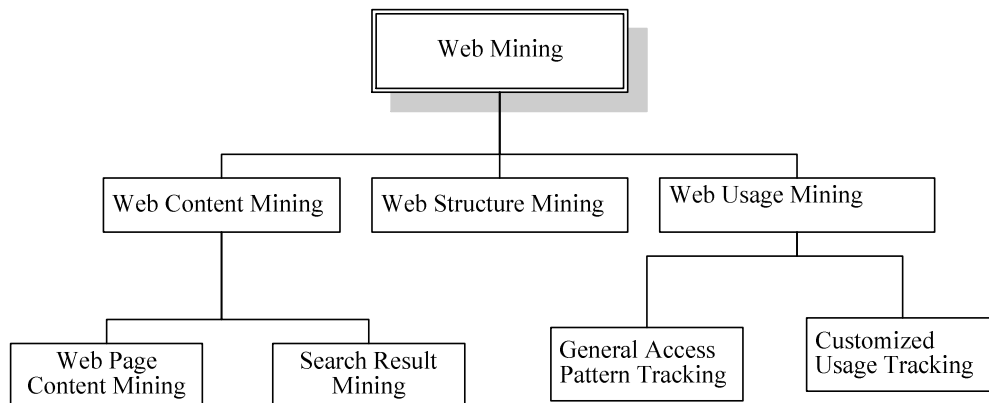 Web Mining
Web Content Mining
Web Structure Mining
Web Usage Mining
Web Page
Content Mining
Search Result
Mining
General Access
Pattern Tracking
Customized
Usage Tracking